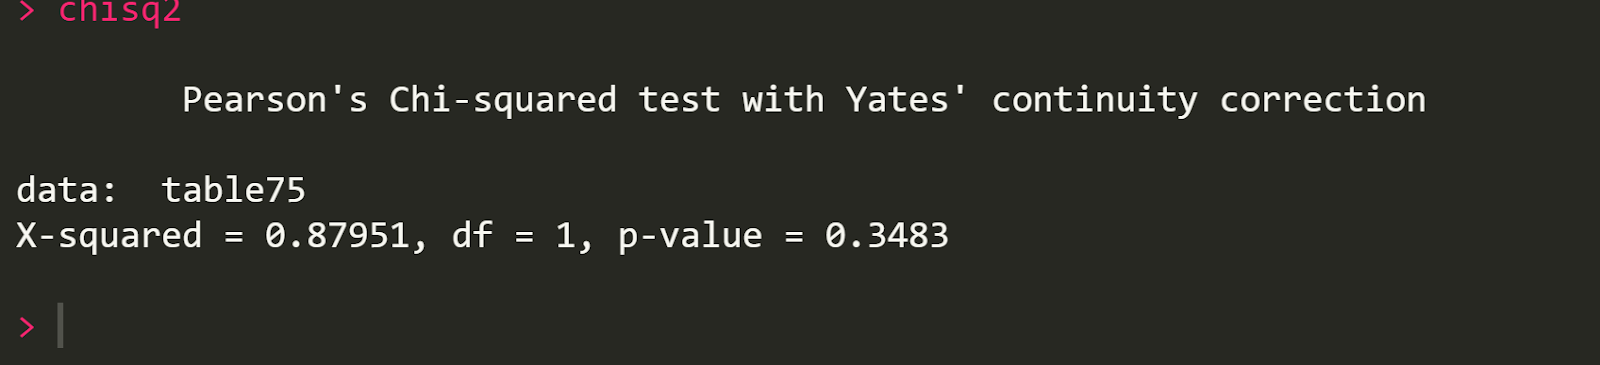 > chisq2
Pearson's Chi-squared test with Yates' continuity correction
data:  table75
X-squared = 0.87951, df = 1, p-value = 0.3483
>